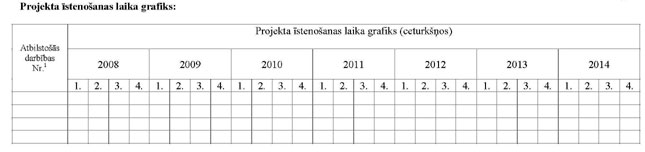 Projekta īstenošanas laika grafiks:
Projekta īstenošanas laika grafiks (ceturkšņos)
Atbilstošās
darbības
Nr.¹
2008 2009 2010 2011 2012 2013 2014
1. 2. 3. 4. 1. 2. 3. 4. 1. 2. 3. 4. 1. 2. 3. 4. 1. 2. 3. 4. 1. 2. 3. 4. 1. 2. 3. 4.